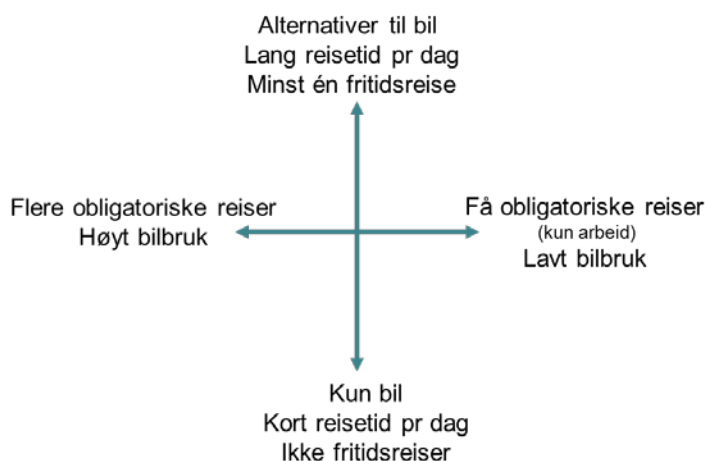 Alternativer til bil
Lang reisetid pr dag
Minst én fritidsreise
Flere obligatoriske reiser
Høyt bilbruk
Få obligatoriske reiser
(kun arbeid)
Lavt bilbruk
Kun bil
Kort reisetid pr dag
Ikke fritidsreiser